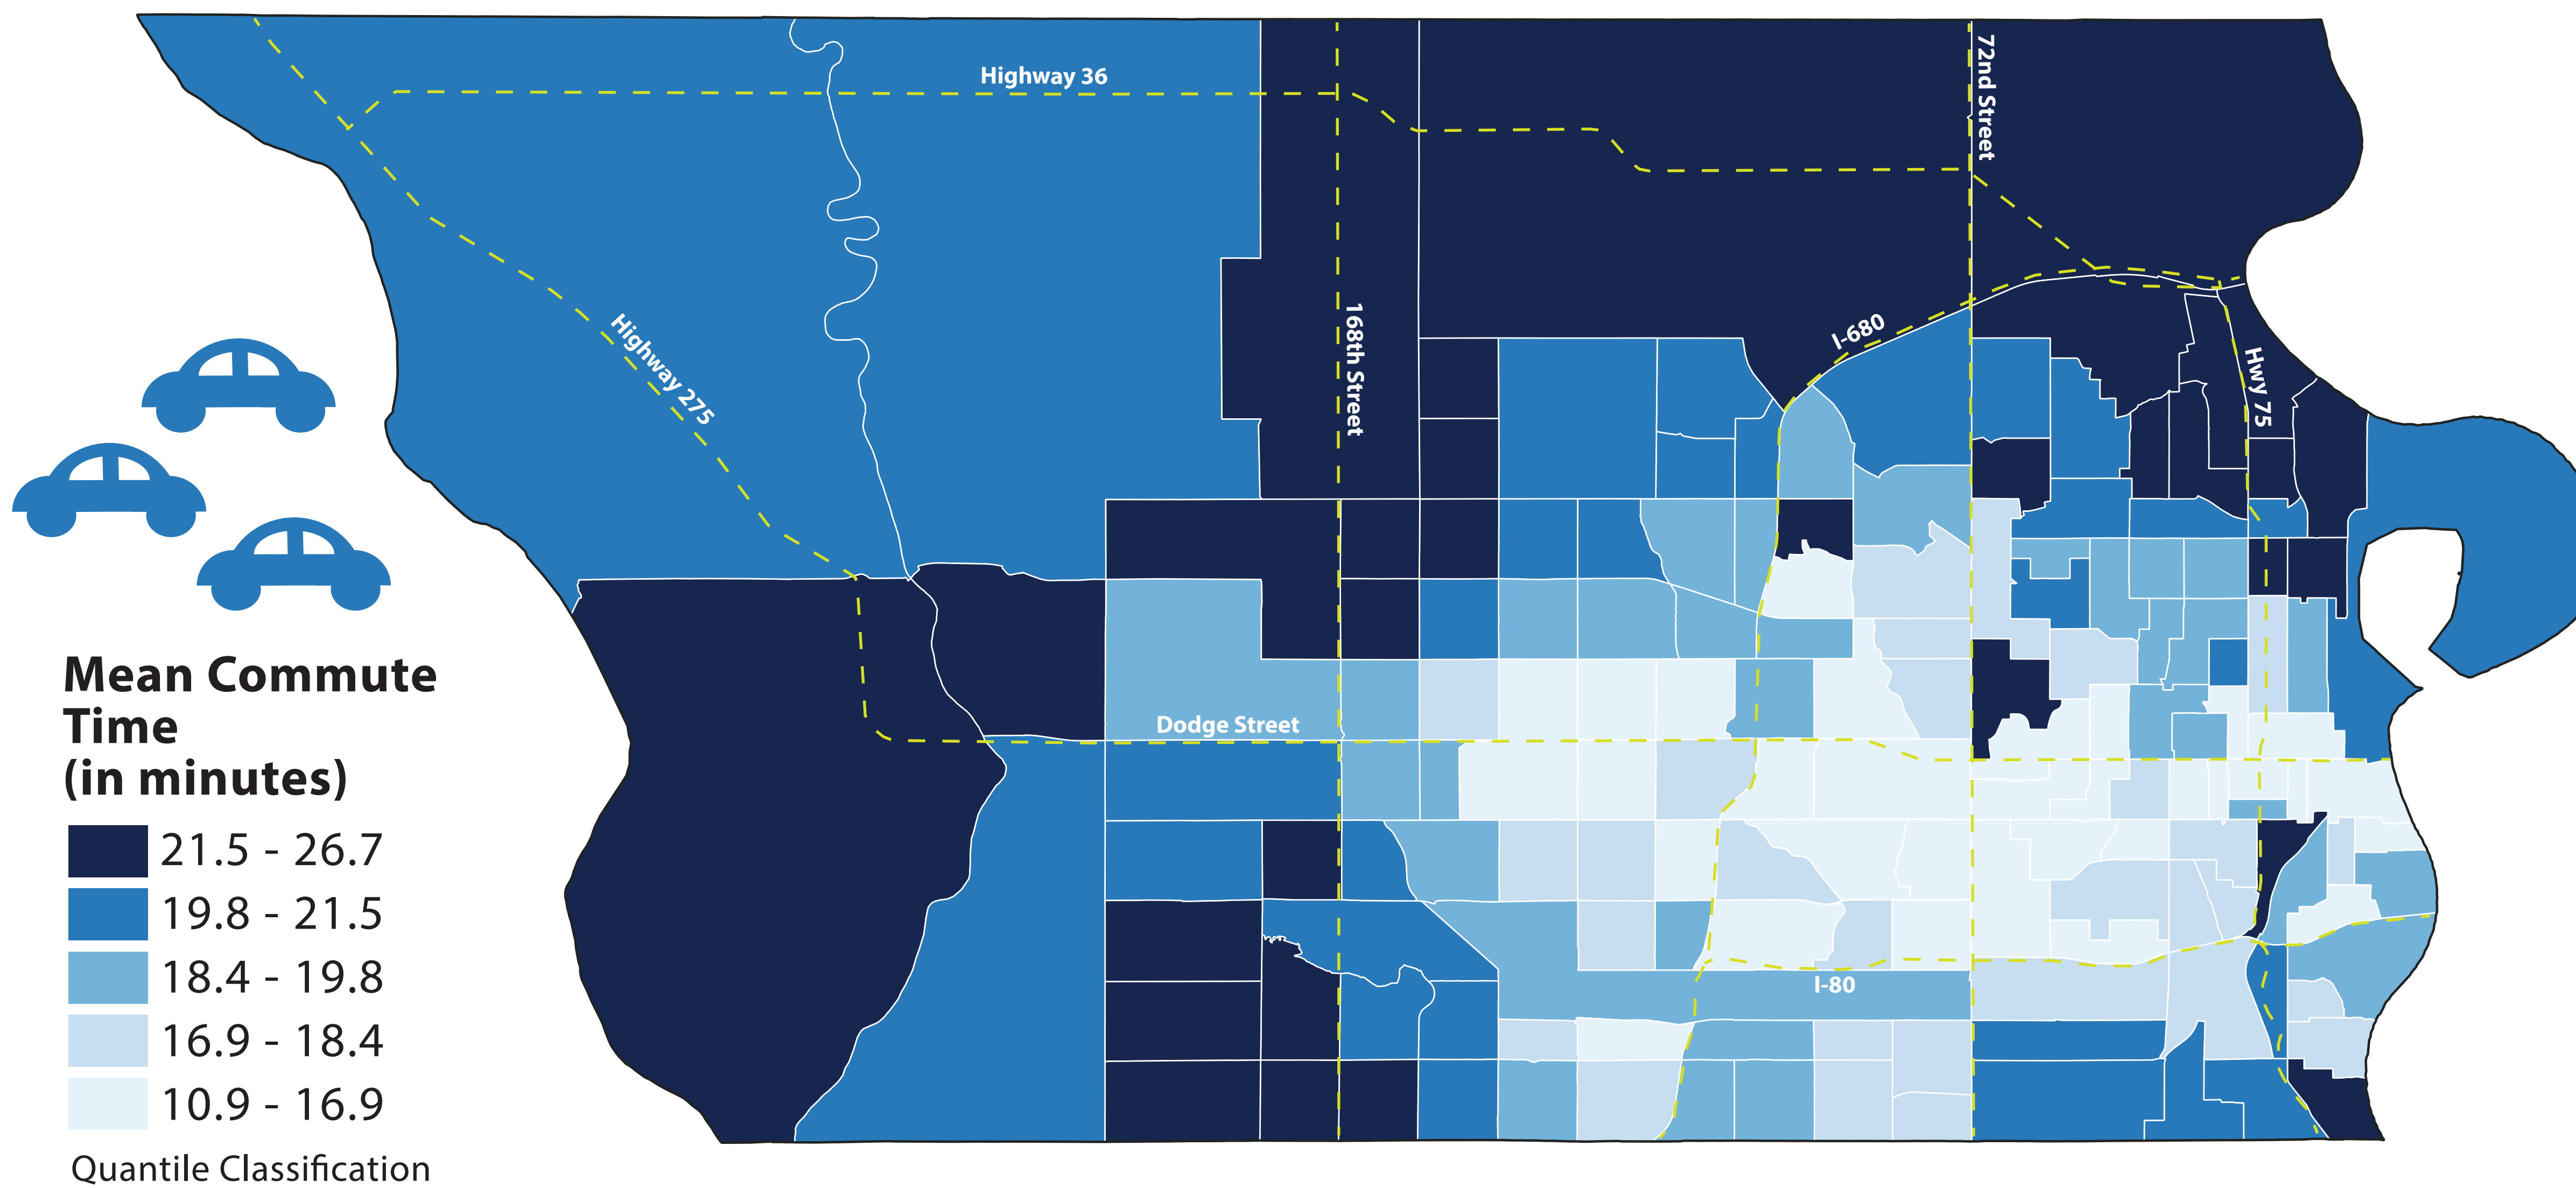 Highway 36
72nd Street
168th Street
I-680
Highway 275
Hwy 75
Dodge Street
I-80
Mean Commute
Time
(in minutes)
21.5 - 26.7
19.8 - 21.5
18.4 - 19.8
16.9 - 18.4
10.9 - 16.9
Quantile Classification